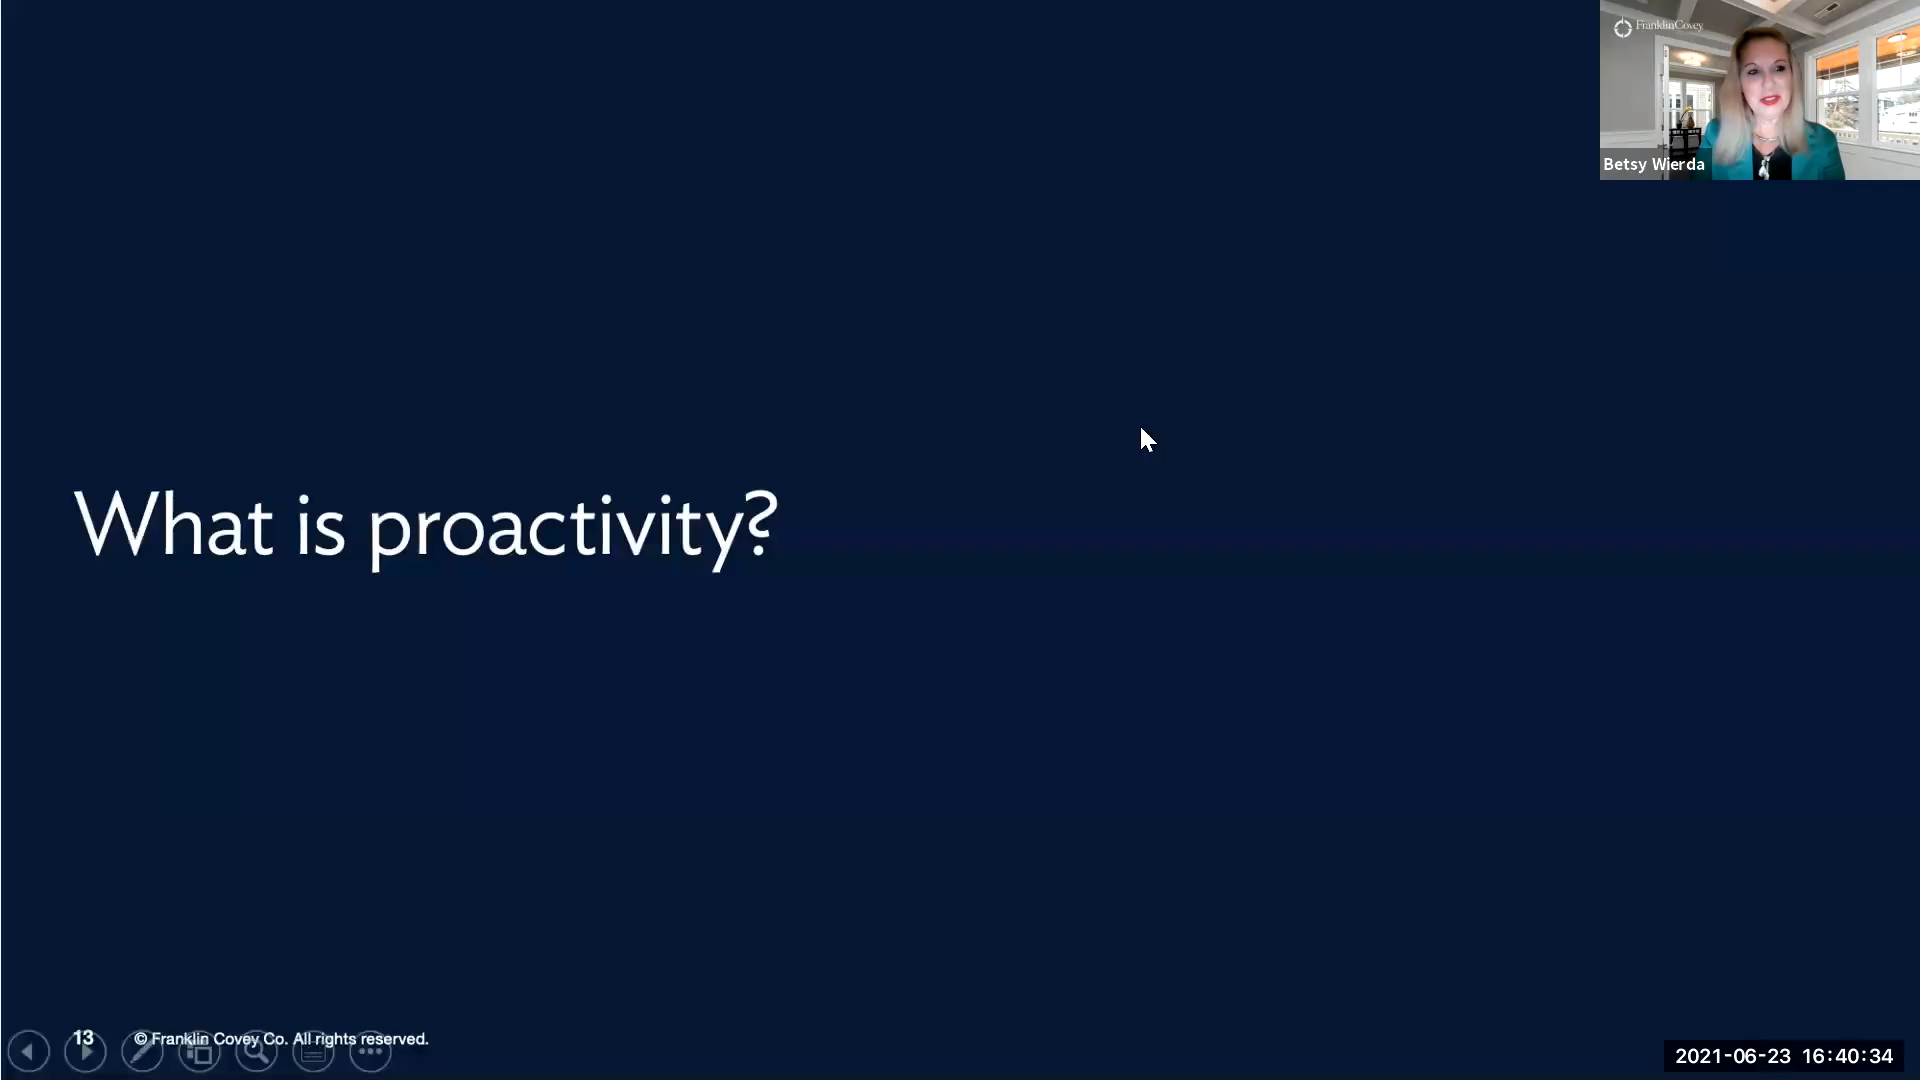 FranklinCovey
Betsy Wierda
What is proactivity?
13 © Franklin Covey Co. All rights reserved.
2021-06-23 16:40:34